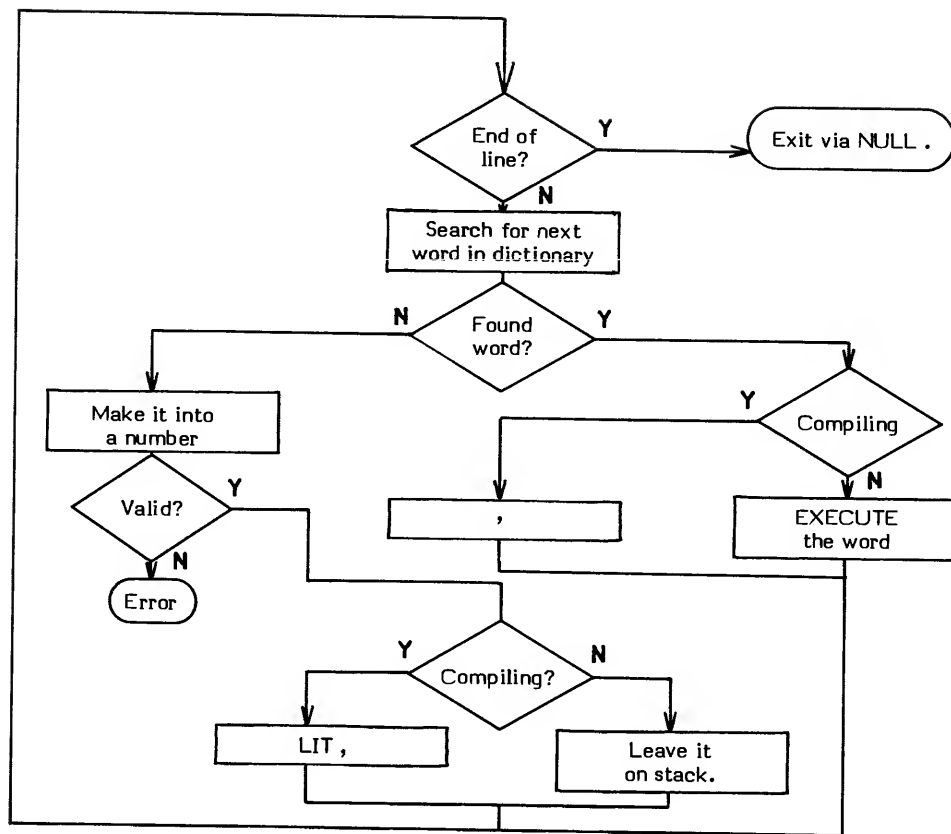 End of
line?
Y
Exit via NULL .
N
Search for next
word in dictionary
N
Found
word?
Y
Make it into
a number
Y
Compiling
N
Valid?
Y
N
Error
,
EXECUTE
the word
Y
Compiling?
N
LIT ,
Leave it
on stack.